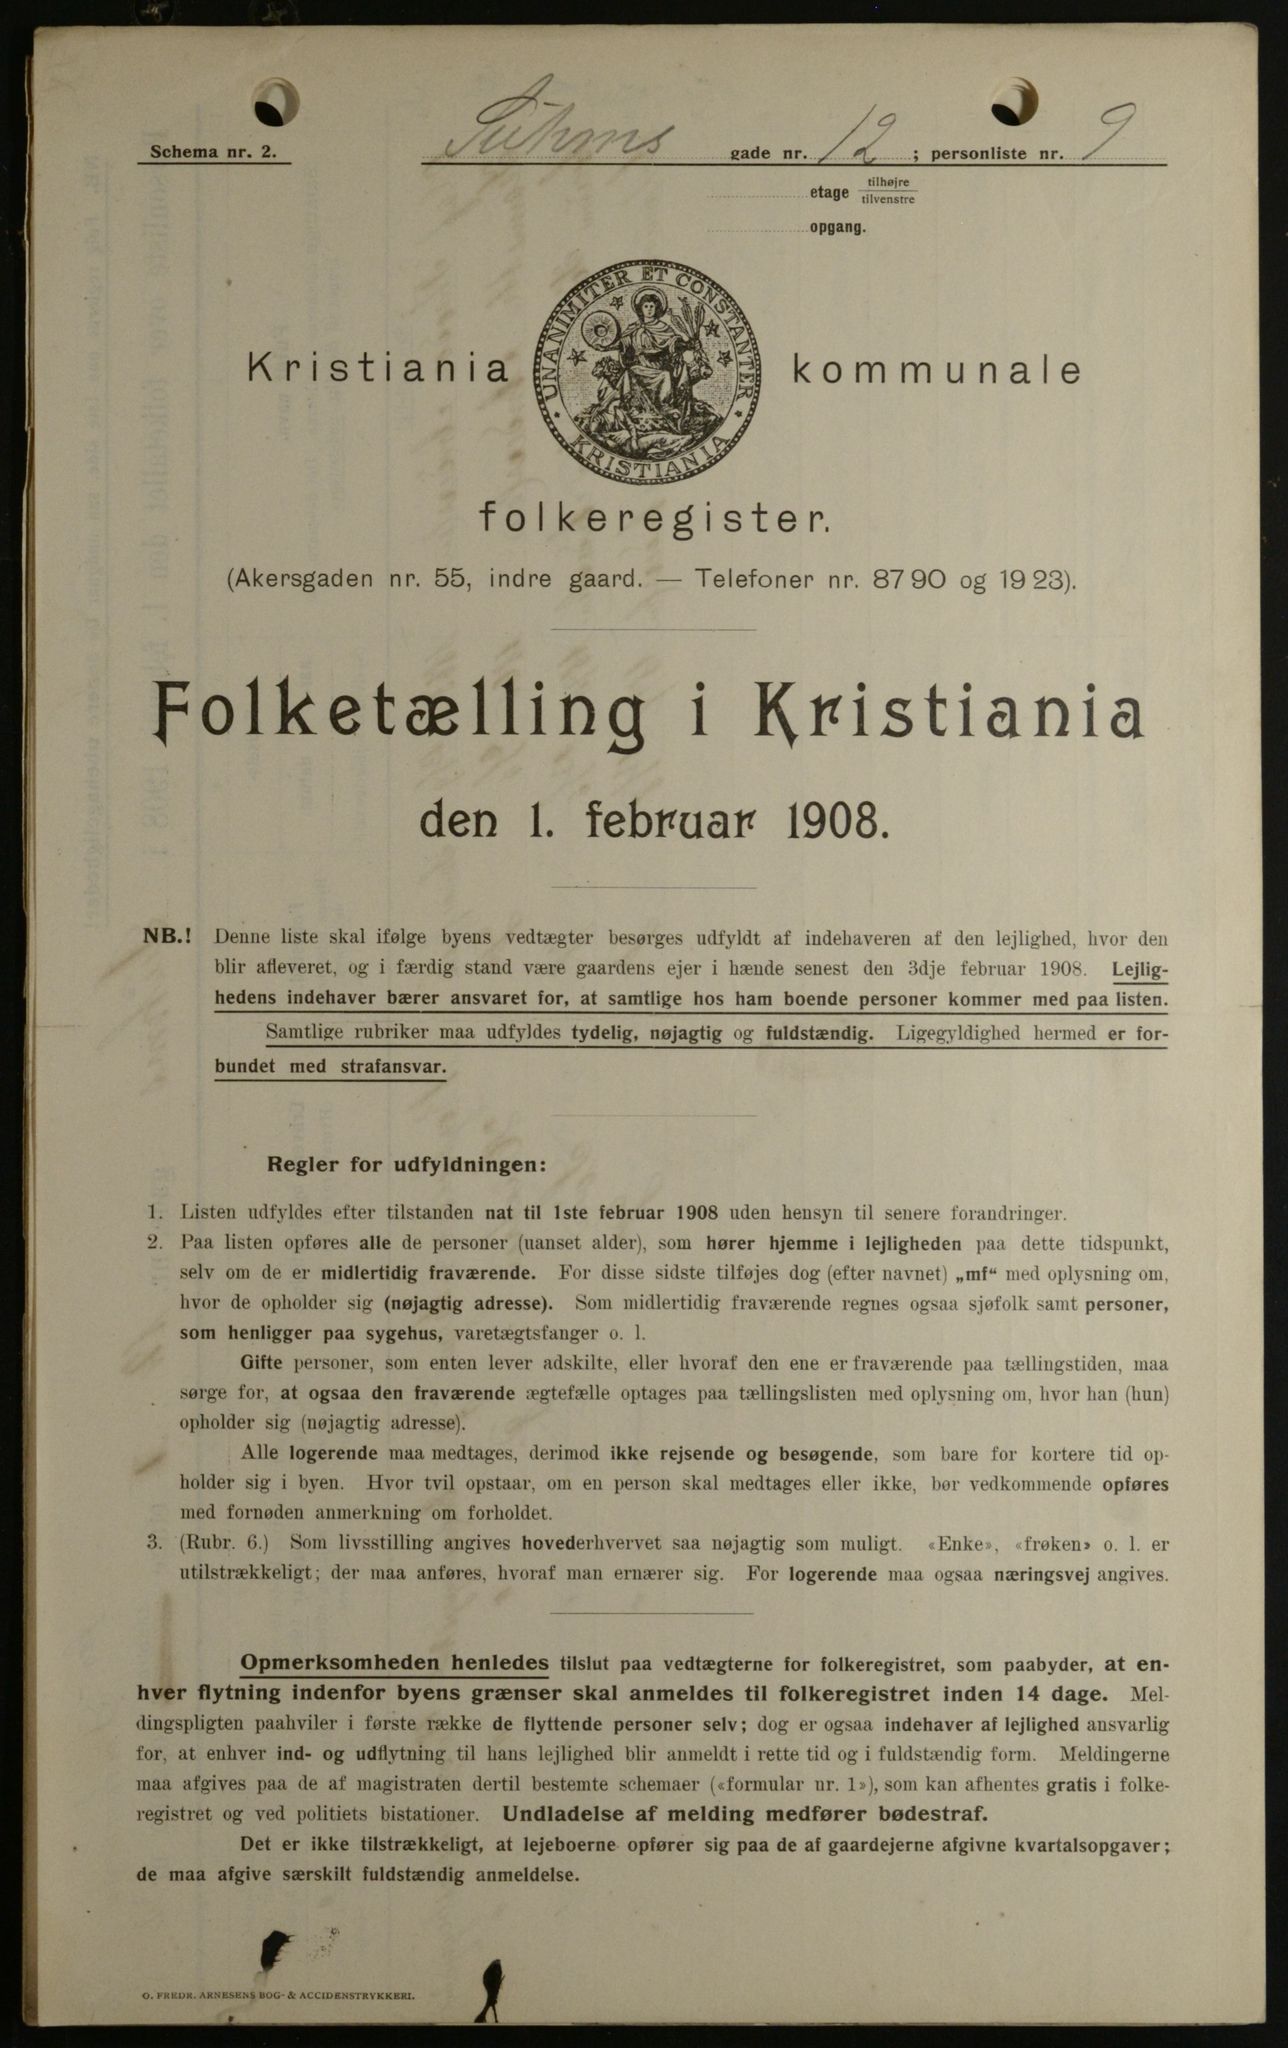 Schema nr. 2.
Suhms gade nr. 12; personliste nr. 9
etage tilhøjre
tilvenstre
opgang.
UNANIMITER ET CONSTANTER
KRISTIANIA
Kristiania kommunale
folkeregister.
(Akersgaden nr. 55, indre gaard. — Telefoner nr. 8790 og 1923).
Folketælling i Kristiania
den 1. februar 1908.
NB.! Denne liste skal ifølge byens vedtægter besørges udfyldt af indehaveren af den lejlighed, hvor den
blir afleveret, og i færdig stand være gaardens ejer i hænde senest den 3dje februar 1908. Lejlig-
hedens indehaver bærer ansvaret for, at samtlige hos ham boende personer kommer med paa listen.
Samtlige rubriker maa udfyldes tydelig, nøjagtig og fuldstændig. Ligegyldighed hermed er for-
bundet med strafansvar.
Regler for udfyldningen:
1. Listen udfyldes efter tilstanden nat til 1ste februar 1908 uden hensyn til senere forandringer.
2. Paa listen opføres alle de personer (uanset alder), som hører hjemme i lejligheden paa dette tidspunkt,
selv om de er midlertidig fraværende. For disse sidste tilføjes dog (efter navnet) „mf“ med oplysning om,
hvor de opholder sig (nøjagtig adresse). Som midlertidig fraværende regnes ogsaa sjøfolk samt personer,
som henligger paa sygehus, varetægtsfanger o. l.
Gifte personer, som enten lever adskilte, eller hvoraf den ene er fraværende paa tællingstiden, maa
sørge for, at ogsaa den fraværende ægtefælle optages paa tællingslisten med oplysning om, hvor han (hun)
opholder sig (nøjagtig adresse).
Alle logerende maa medtages, derimod ikke rejsende og besøgende, som bare for kortere tid op-
holder sig i byen. Hvor tvil opstaar, om en person skal medtages eller ikke, bør vedkommende opføres
med fornøden anmerkning om forholdet.
3. (Rubr. 6.) Som livsstilling angives hovederhvervet saa nøjagtig som muligt. «Enke», «frøken» o. l. er
utilstrækkeligt; der maa anføres, hvoraf man ernærer sig. For logerende maa ogsaa næringsvej angives.
Opmerksomheden henledes tilslut paa vedtægterne for folkeregistret, som paabyder, at en-
hver flytning indenfor byens grænser skal anmeldes til folkeregistret inden 14 dage. Mel-
dingspligten paahviler i første række de flyttende personer selv; dog er ogsaa indehaver af lejlighed ansvarlig
for, at enhver ind- og udflytning til hans lejlighed blir anmeldt i rette tid og i fuldstændig form. Meldingerne
maa afgives paa de af magistraten dertil bestemte schemaer («formular nr. 1»), som kan afhentes gratis i folke-
registret og ved politiets bistationer. Undladelse af melding medfører bødestraf.
Det er ikke tilstrækkeligt, at lejeboerne opfører sig paa de af gaardejerne afgivne kvartalsopgaver;
de maa afgive særskilt fuldstændig anmeldelse.
O. FREDR. ARNESENS BOG- & ACCIDENSTRYKKERI.